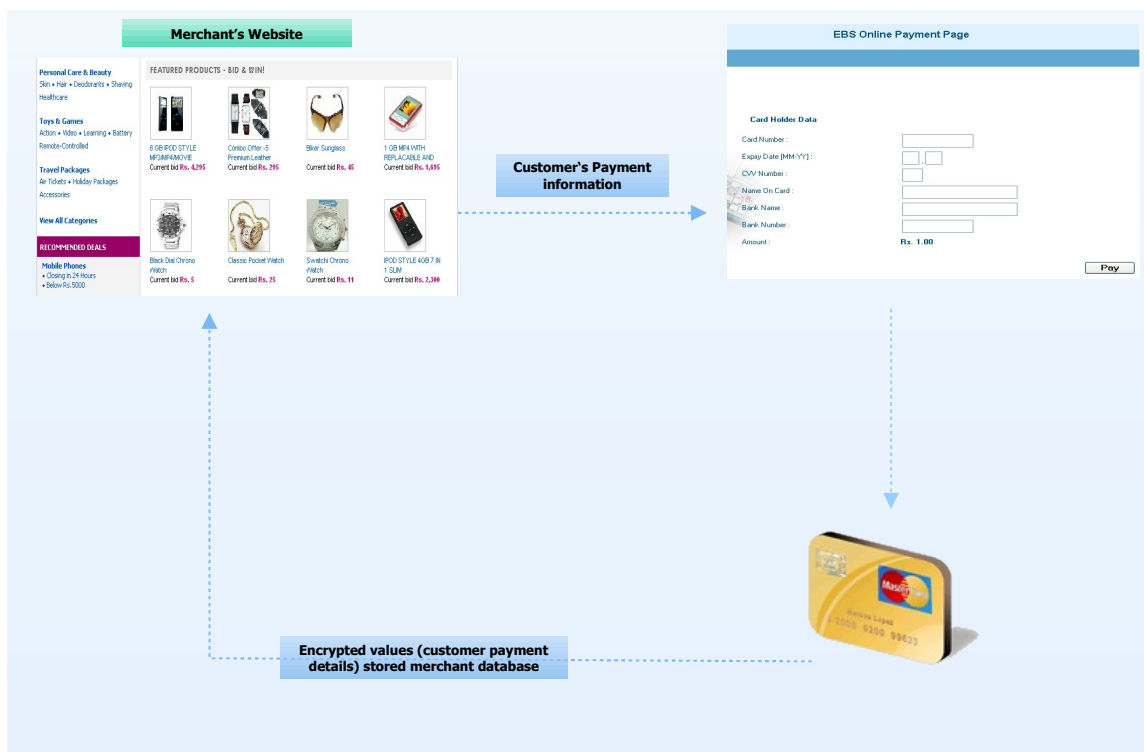 Merchant's Website
Personal Care & Beauty
Skin • Hair • Deodorants • Shaving
Healthcare
Toys & Games
Action • Video • Learning • Battery
Remote-Controlled
Travel Packages
Air Tickets • Holiday Packages
Accessories
View All Categories
RECOMMENDED DEALS
Mobile Phones
• Closing in 24 Hours
• Below Rs.5000
FEATURED PRODUCTS - BID & WIN!
8 GB IPOD STYLE
MP3/MP4/MOVIE
Current bid Rs. 4,295
Combo Offer -5
Premium Leather
Current bid Rs. 295
Biker Sunglass
Current bid Rs. 45
1 GB MP4 WITH
REPLACABLE AND
Current bid Rs. 1,695
Black Dial Chrono
Watch
Current bid Rs. 5
Classic Pocket Watch
Current bid Rs. 25
Swatchi Chrono
Watch
Current bid Rs. 11
IPOD STYLE 4GB 7 IN
1 SLIM
Current bid Rs. 2,300
Customer's Payment
information
EBS Online Payment Page
Card Holder Data
Card Number :
Expiry Date [MM-YY] :
CVV Number :
Name On Card :
Bank Name :
Bank Number :
Amount :
Rs. 1.00
Pay
MasterCard
Lopez
2006 6200 99625
Encrypted values (customer payment
details) stored merchant database